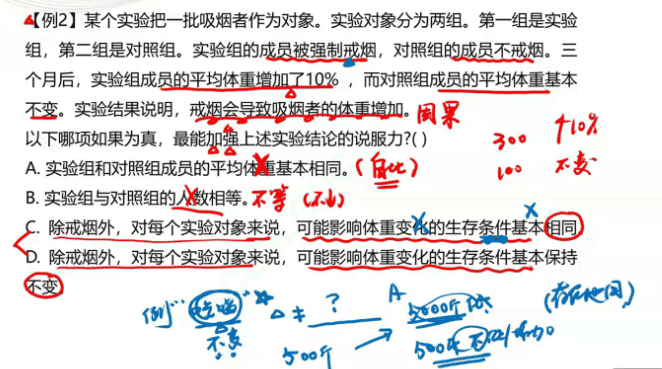 【例2】某个实验把一批吸烟者作为对象。实验对象分为两组。第一组是实验
组，第二组是对照组。实验组的成员被强制戒烟，对照组的成员不戒烟。三
个月后，实验组成员的平均体重增加了10% ，而对照组成员的平均体重基本
不变。实验结果说明，戒烟会导致吸烟者的体重增加。因果
以下哪项如果为真，最能加强上述实验结论的说服力?( )
300 ↑10%
A. 实验组和对照组成员的平均体重基本相同。（自比）
100 不变
B. 实验组与对照组的人数相等。不等
C. 除戒烟外，对每个实验对象来说，可能影响体重变化的生存条件基本相同
D. 除戒烟外，对每个实验对象来说，可能影响体重变化的生存条件基本保持
不变
例 ? A 5000斤
不变 500斤